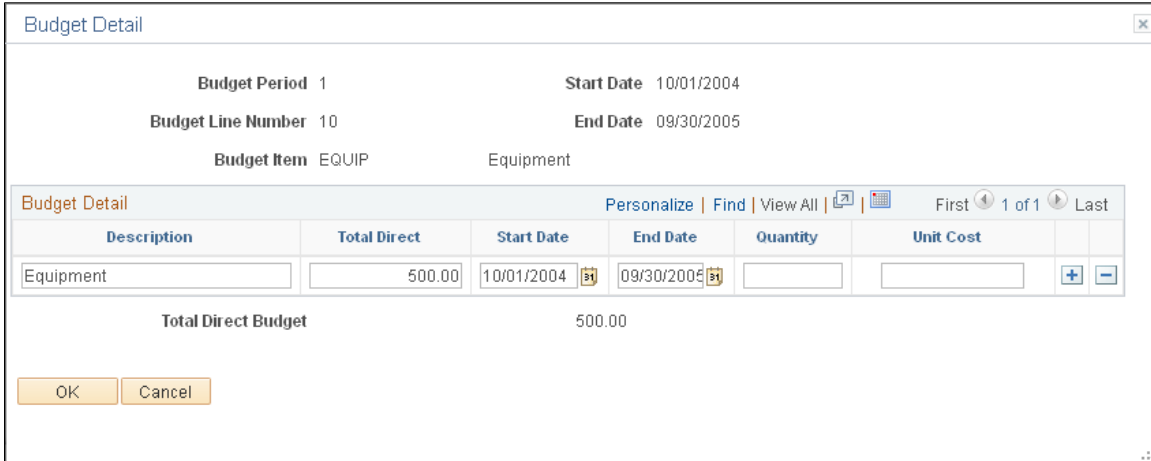 Budget Detail
Budget Period 1 Start Date 10/01/2004
Budget Line Number 10 End Date 09/30/2005
Budget Item EQUIP Equipment
Budget Detail Personalize | Find | View All | | First 1 of 1 Last
Description Total Direct Start Date End Date Quantity Unit Cost
Equipment 500.00 10/01/2004 31 09/30/2005 31 + −
Total Direct Budget 500.00
OK Cancel